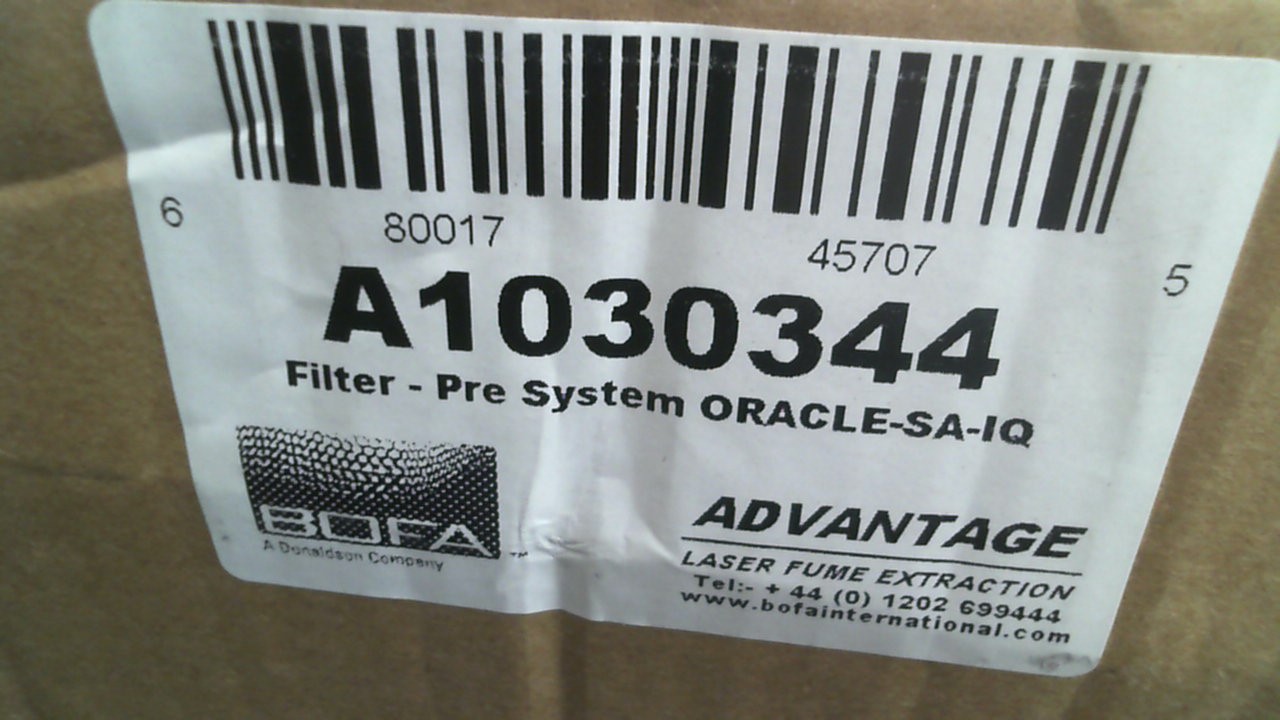 6 80017 45707 5
A1030344
Filter - Pre System ORACLE-SA-IQ
BOFA™
A Donaldson Company
ADVANTAGE
LASER FUME EXTRACTION
Tel:- + 44 (0) 1202 699444
www.bofainternational.com